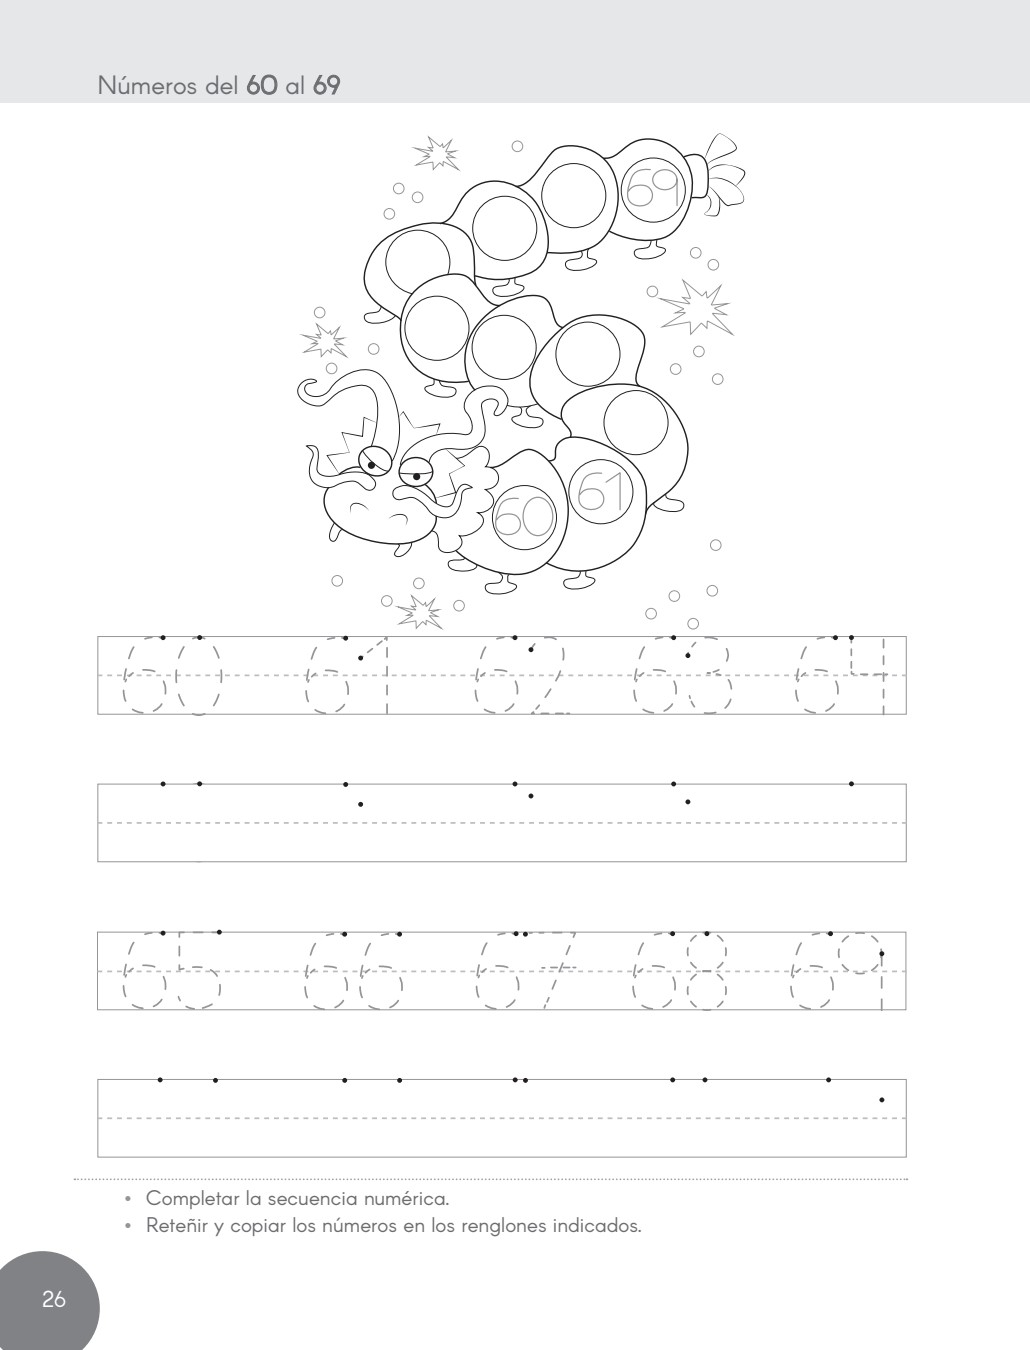 Números del 60 al 69
69
60 61
60 61 62 63 64
65 66 67 68 69
• Completar la secuencia numérica.
• Reteñir y copiar los números en los renglones indicados.
26